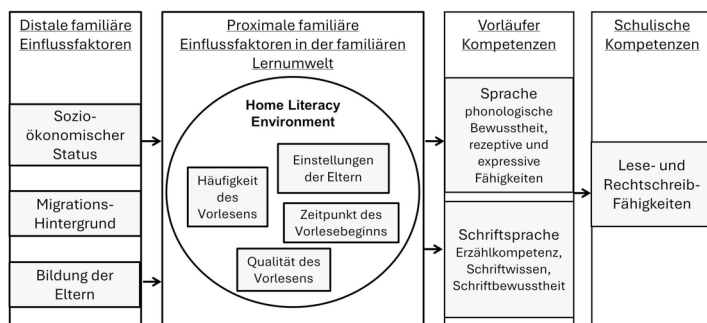 Distale familiäre
Einflussfaktoren
Sozio-
ökonomischer
Status
Migrations-
Hintergrund
Bildung der
Eltern
Proximale familiäre
Einflussfaktoren in der familiären
Lernumwelt
Home Literacy
Environment
Einstellungen
der Eltern
Häufigkeit
des
Vorlesens
Zeitpunkt des
Vorlesebeginns
Qualität des
Vorlesens
Vorläufer
Kompetenzen
Sprache
phonologische
Bewusstheit,
rezeptive und
expressive
Fähigkeiten
Schriftsprache
Erzählkompetenz,
Schriftwissen,
Schriftbewusstheit
Schulische
Kompetenzen
Lese- und
Rechtschreib-
Fähigkeiten